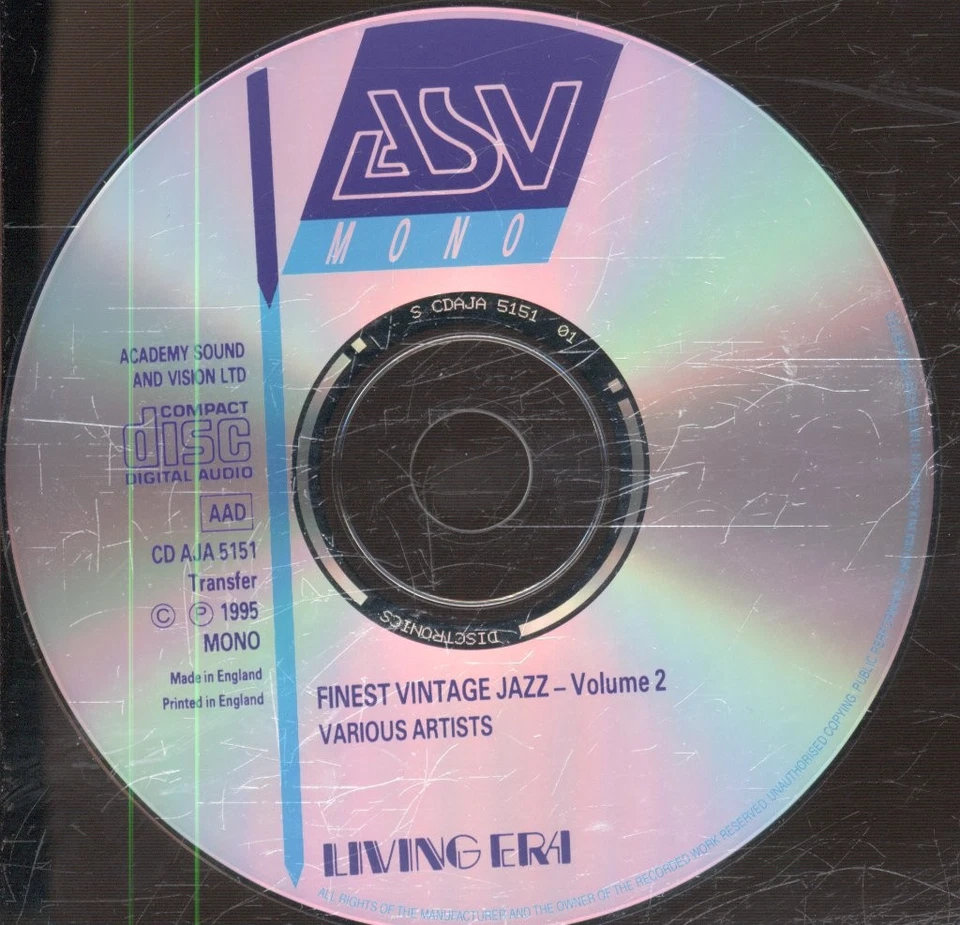 ASV
MONO
S CDAJA 5151 01
ACADEMY SOUND
AND VISION LTD
COMPACT
disc
DIGITAL AUDIO
AAD
CD AJA 5151
Transfer
© ℗ 1995
MONO
Made in England
Printed in England
DISCTRONICS
FINEST VINTAGE JAZZ – Volume 2
VARIOUS ARTISTS
LIVING ERA
ALL RIGHTS OF THE MANUFACTURER AND THE OWNER OF THE RECORDED WORK RESERVED. UNAUTHORISED COPYING, PUBLIC